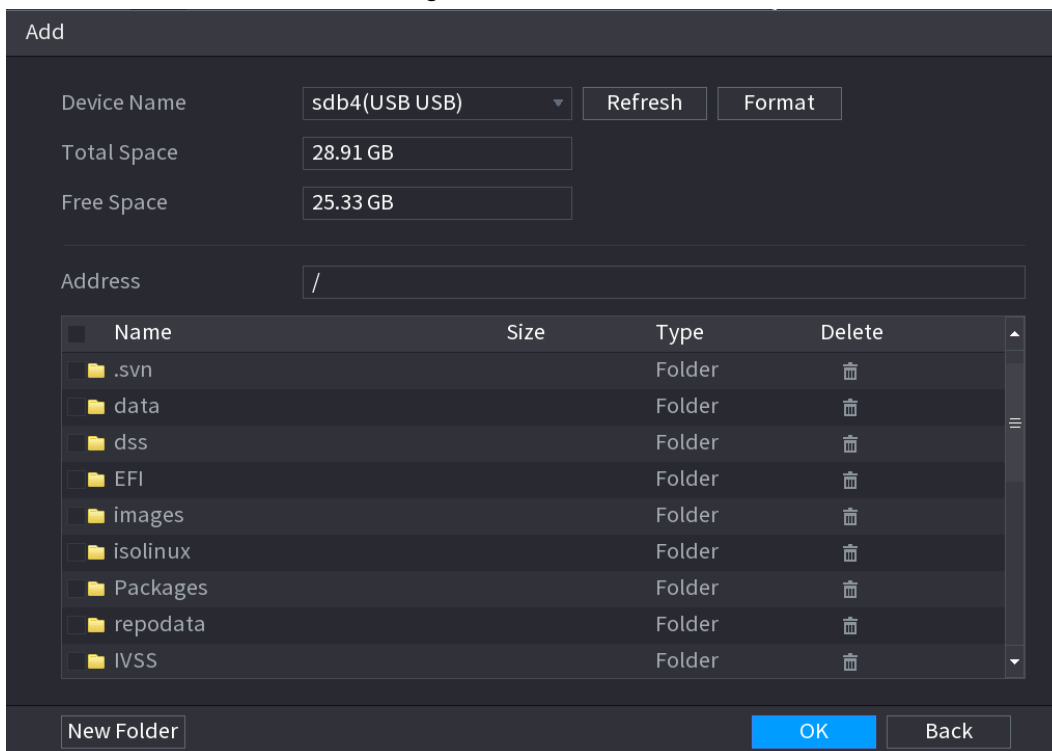 Add
Device Name sdb4(USB USB) Refresh Format
Total Space 28.91 GB
Free Space 25.33 GB
Address /
Name Size Type Delete
.svn Folder
data Folder
dss Folder
EFI Folder
images Folder
isolinux Folder
Packages Folder
repodata Folder
IVSS Folder
New Folder OK Back